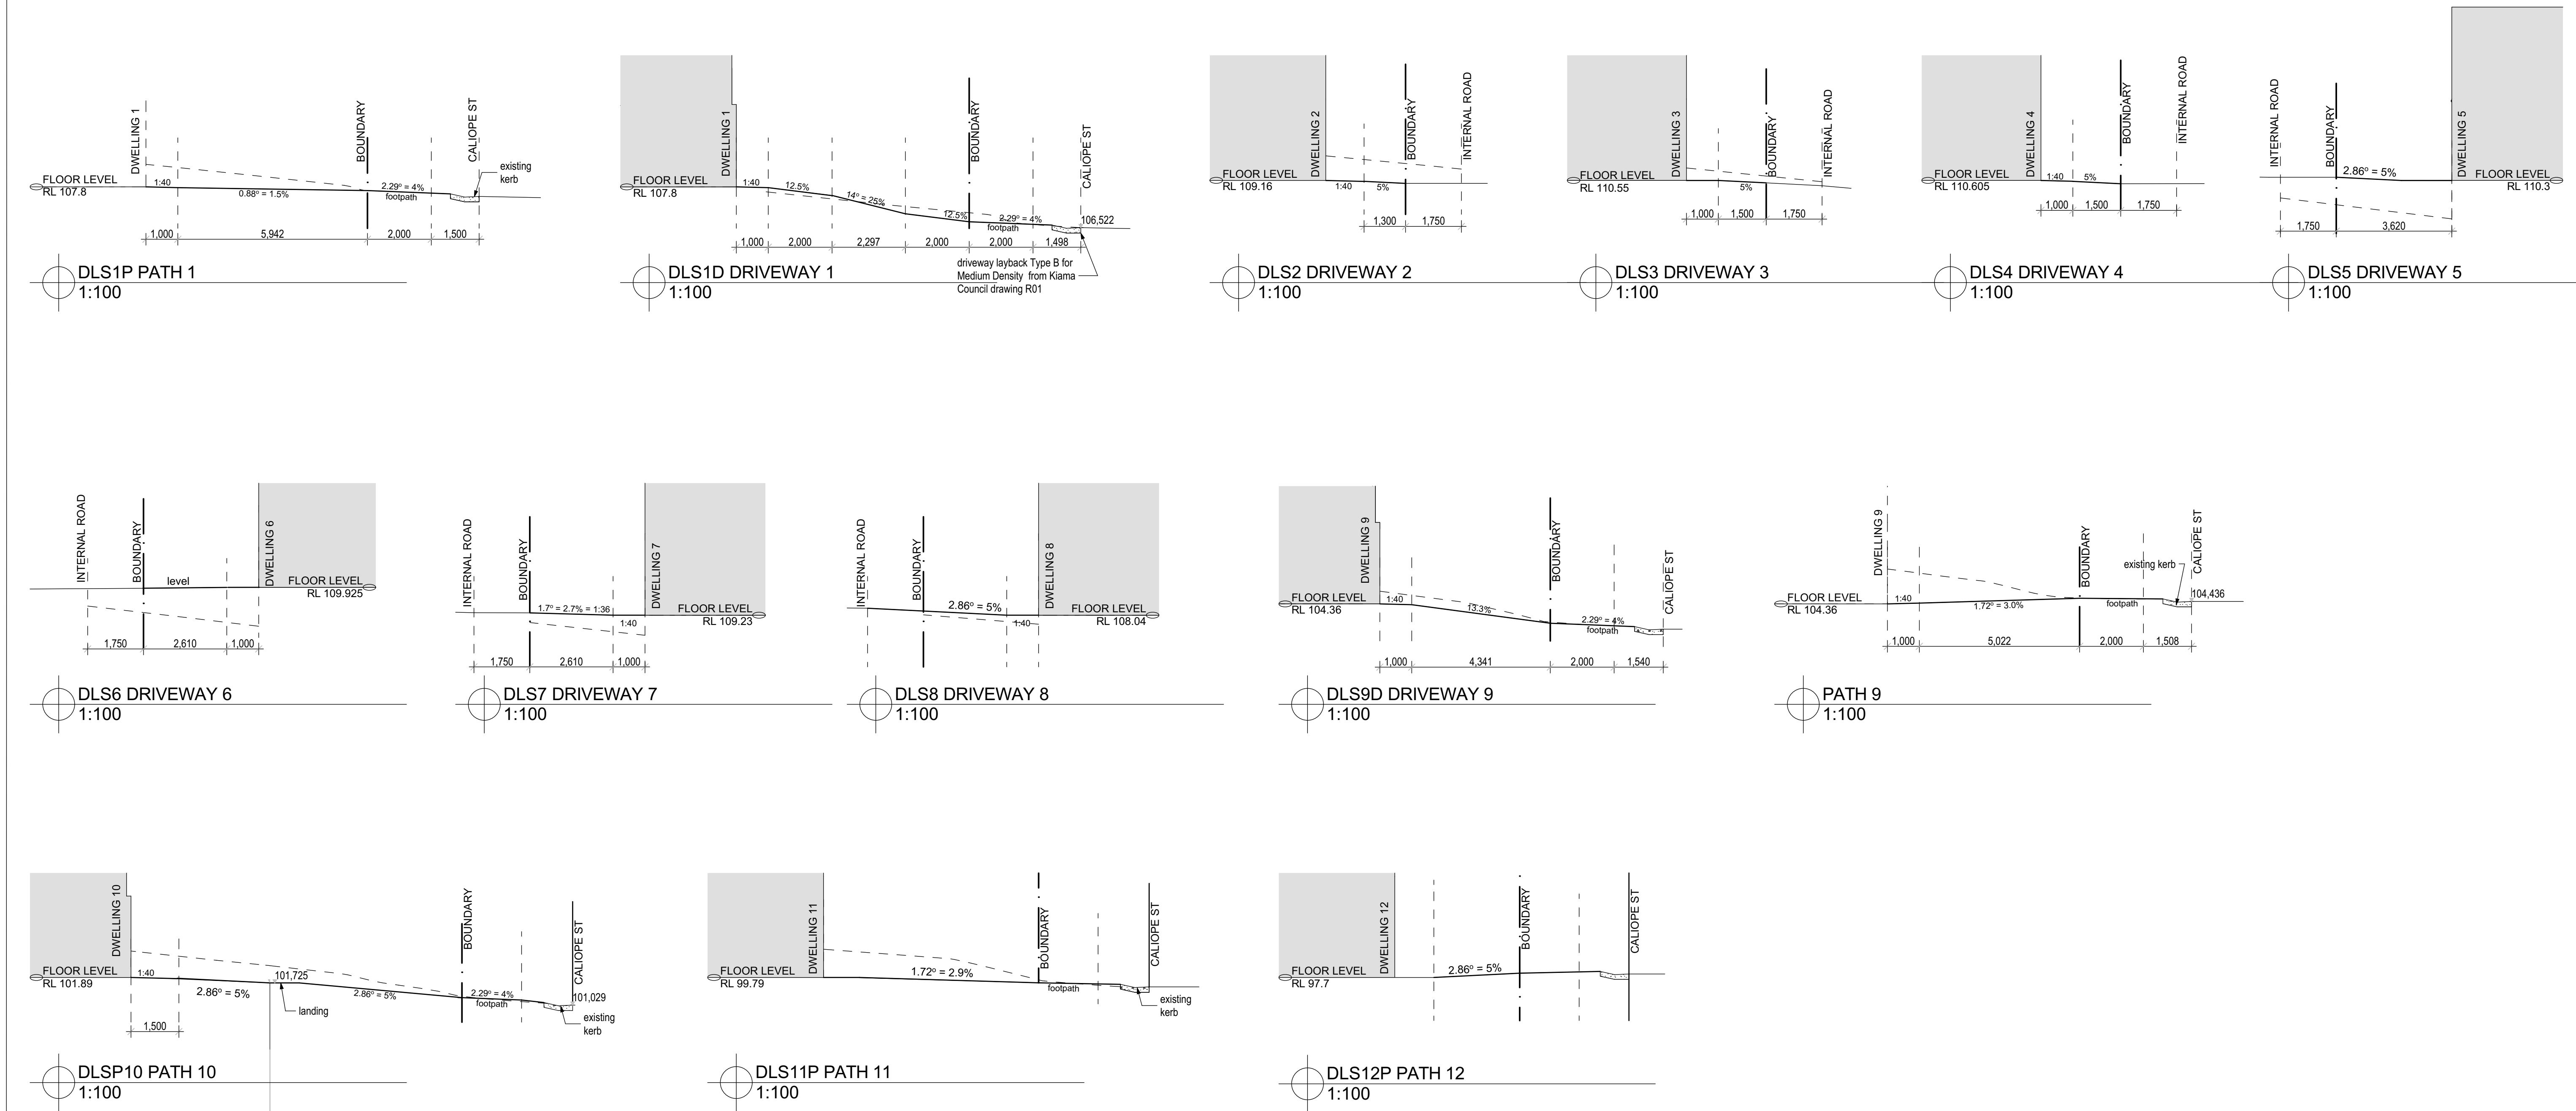 DWELLING 1
BOUNDARY
CALIOPE ST
existing
kerb
FLOOR LEVEL
RL 107.8
1:40
0.88° = 1.5%
2.29° = 4%
footpath
1,000
5,942
2,000
1,500
DLS1P PATH 1
1:100
DWELLING 1
BOUNDARY
CALIOPE ST
FLOOR LEVEL
RL 107.8
1:40
12.5%
14° = 25%
12.5%
2.29° = 4%
footpath
106,522
1,000
2,000
2,297
2,000
2,000
1,498
driveway layback Type B for
Medium Density from Kiama
Council drawing R01
DLS1D DRIVEWAY 1
1:100
DWELLING 2
BOUNDARY
INTERNAL ROAD
FLOOR LEVEL
RL 109.16
1:40
5%
1,300
1,750
DLS2 DRIVEWAY 2
1:100
DWELLING 3
BOUNDARY
INTERNAL ROAD
FLOOR LEVEL
RL 110.55
5%
1,000
1,500
1,750
DLS3 DRIVEWAY 3
1:100
DWELLING 4
BOUNDARY
INTERNAL ROAD
FLOOR LEVEL
RL 110.605
1:40
5%
1,000
1,500
1,750
DLS4 DRIVEWAY 4
1:100
INTERNAL ROAD
BOUNDARY
DWELLING 5
2.86° = 5%
FLOOR LEVEL
RL 110.3
1,750
3,620
DLS5 DRIVEWAY 5
1:100
INTERNAL ROAD
BOUNDARY
DWELLING 6
level
FLOOR LEVEL
RL 109.925
1,750
2,610
1,000
DLS6 DRIVEWAY 6
1:100
INTERNAL ROAD
BOUNDARY
DWELLING 7
1.7° = 2.7% = 1:36
1:40
FLOOR LEVEL
RL 109.23
1,750
2,610
1,000
DLS7 DRIVEWAY 7
1:100
INTERNAL ROAD
BOUNDARY
DWELLING 8
2.86° = 5%
1:40
FLOOR LEVEL
RL 108.04
DLS8 DRIVEWAY 8
1:100
DWELLING 9
BOUNDARY
CALIOPE ST
FLOOR LEVEL
RL 104.36
1:40
13.3%
2.29° = 4%
footpath
1,000
4,341
2,000
1,540
DLS9D DRIVEWAY 9
1:100
DWELLING 9
BOUNDARY
CALIOPE ST
existing kerb
104,436
FLOOR LEVEL
RL 104.36
1:40
1.72° = 3.0%
footpath
1,000
5,022
2,000
1,508
PATH 9
1:100
DWELLING 10
BOUNDARY
CALIOPE ST
FLOOR LEVEL
RL 101.89
1:40
2.86° = 5%
101,725
landing
2.86° = 5%
2.29° = 4%
footpath
101,029
existing
kerb
1,500
DLSP10 PATH 10
1:100
DWELLING 11
BOUNDARY
CALIOPE ST
FLOOR LEVEL
RL 99.79
1.72° = 2.9%
footpath
existing
kerb
DLS11P PATH 11
1:100
DWELLING 12
BOUNDARY
CALIOPE ST
FLOOR LEVEL
RL 97.7
2.86° = 5%
DLS12P PATH 12
1:100